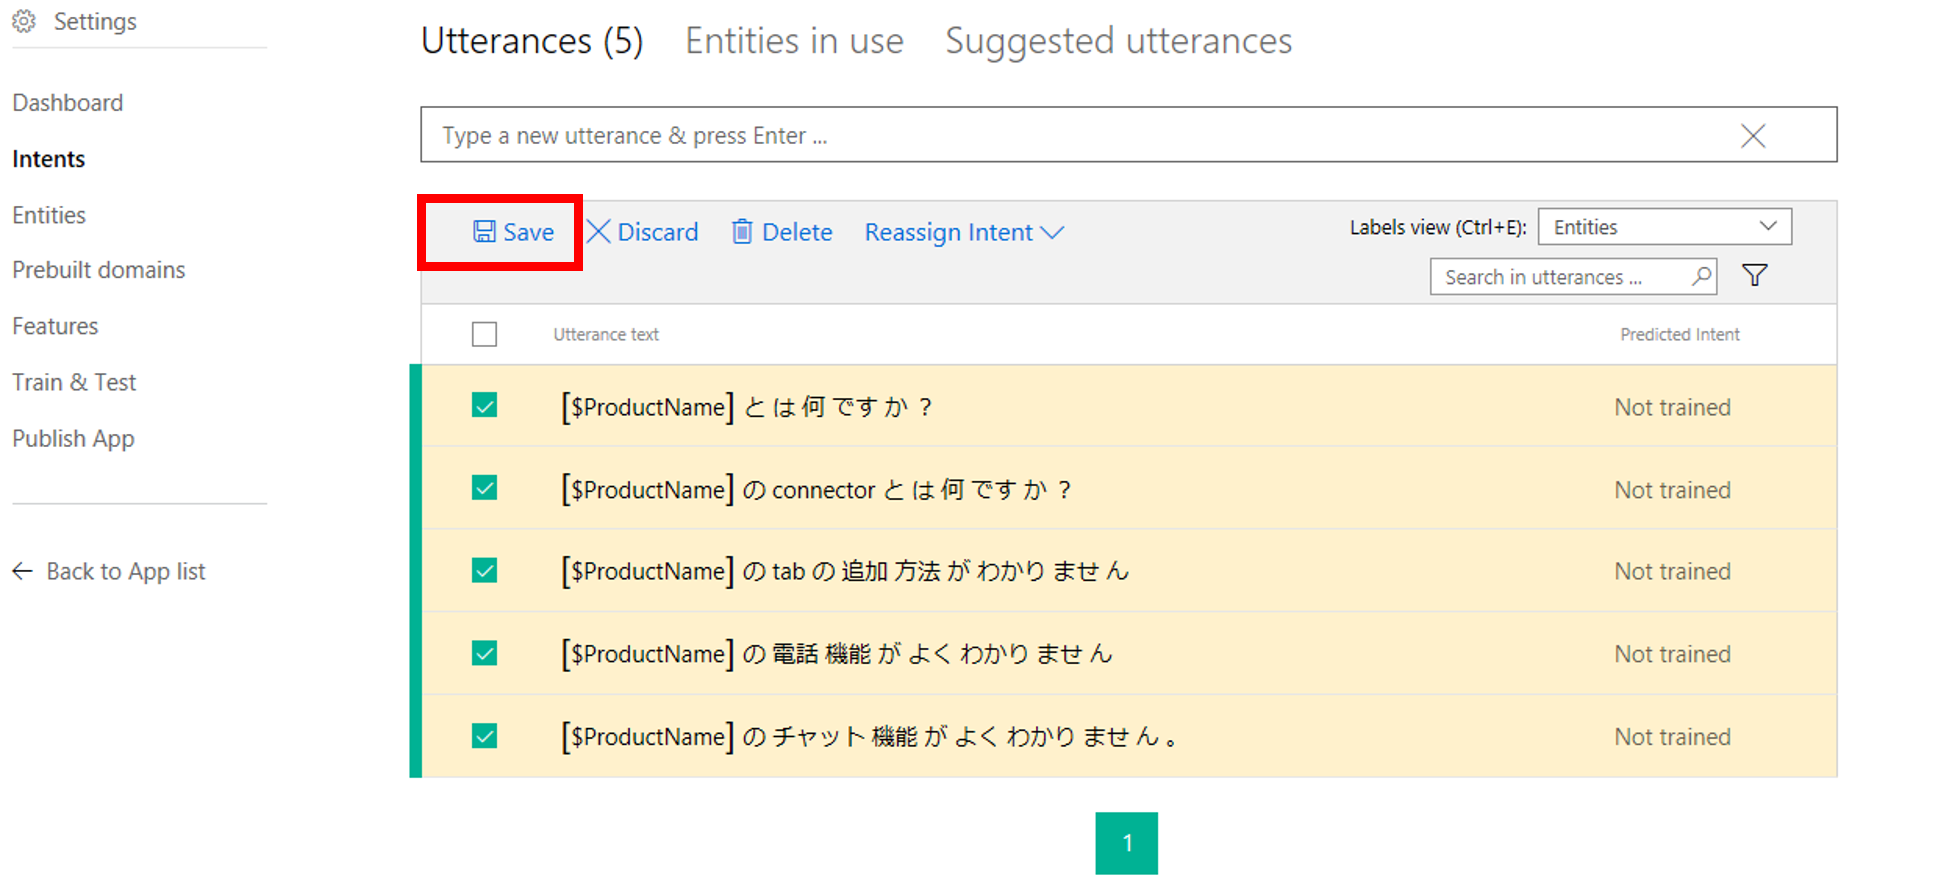 Settings
Dashboard
Intents
Entities
Prebuilt domains
Features
Train & Test
Publish App
Back to App list
Utterances (5) Entities in use Suggested utterances
Type a new utterance & press Enter ...
Save Discard Delete Reassign Intent Labels view (Ctrl+E): Entities
Search in utterances ...
Utterance text Predicted Intent
[$ProductName] と は 何 です か ? Not trained
[$ProductName] の connector と は 何 です か ? Not trained
[$ProductName] の tab の 追加 方法 が わかり ませ ん Not trained
[$ProductName] の 電話 機能 が よく わかり ませ ん Not trained
[$ProductName] の チャット 機能 が よく わかり ませ ん 。 Not trained
1